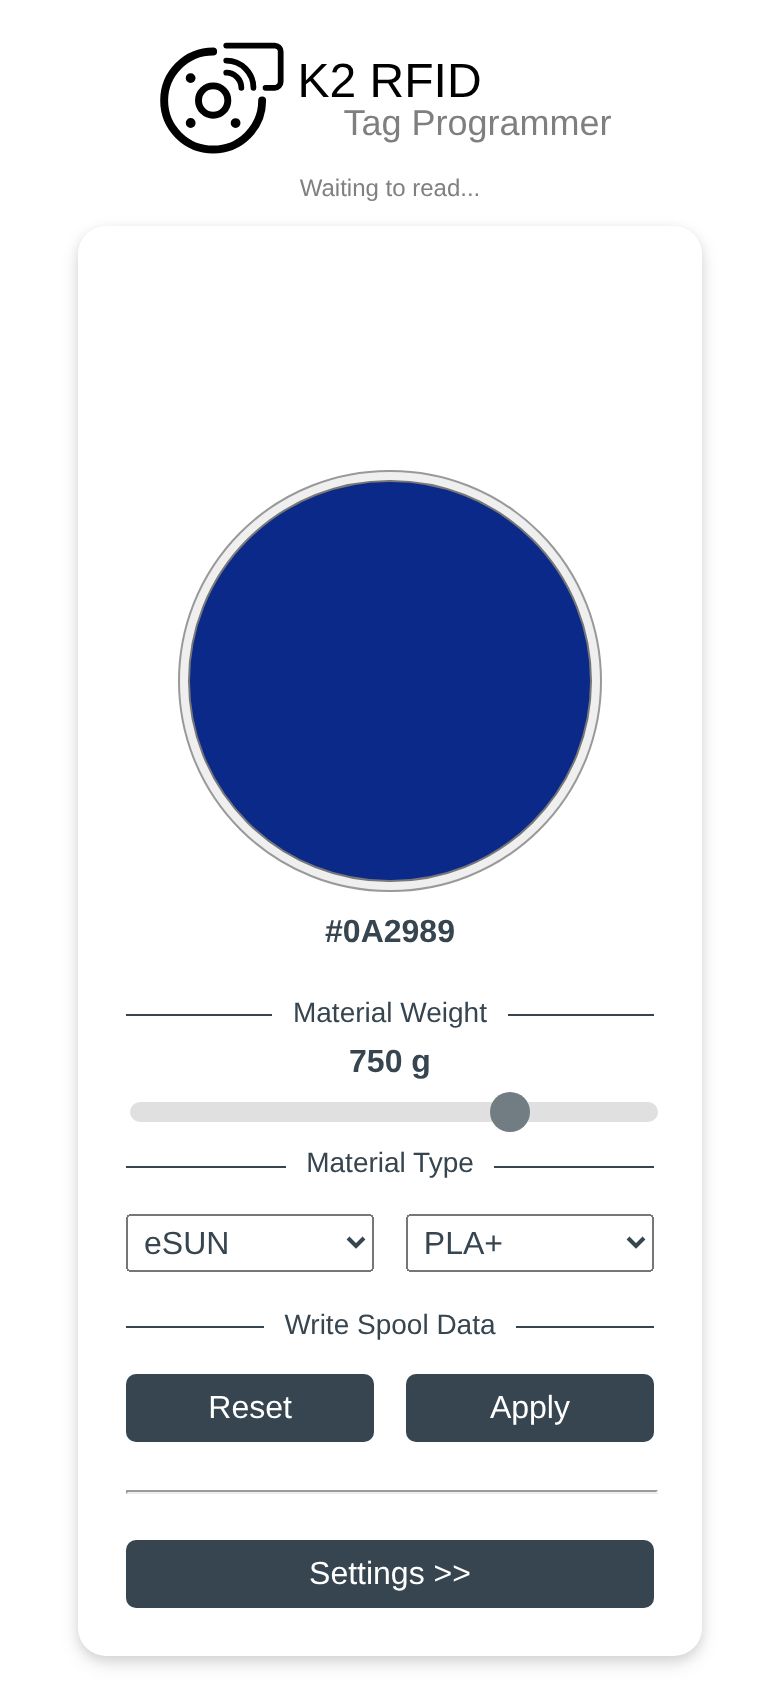 K2 RFID
Tag Programmer
Waiting to read...
#0A2989
Material Weight
750 g
Material Type
eSUN PLA+
Write Spool Data
Reset Apply
Settings >>